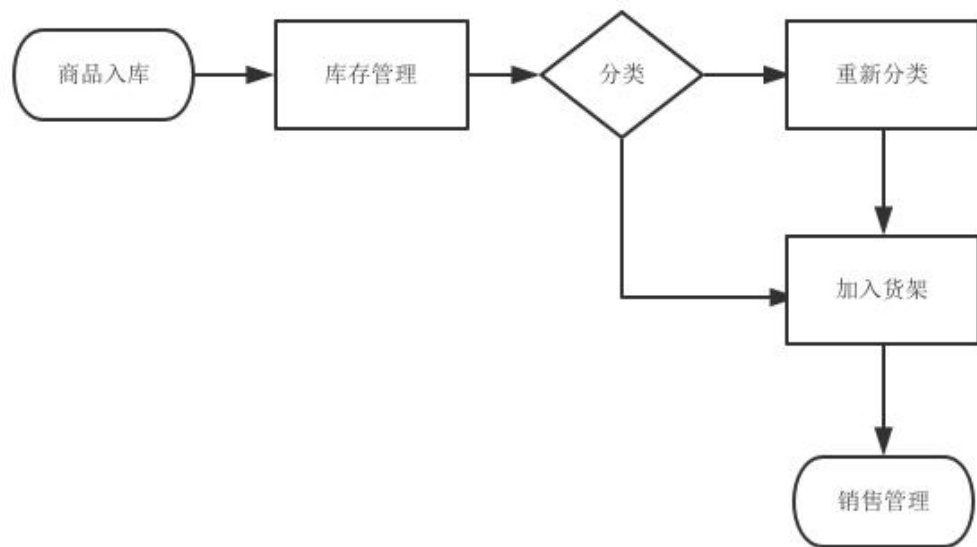 商品入库
库存管理
分类
重新分类
加入货架
销售管理